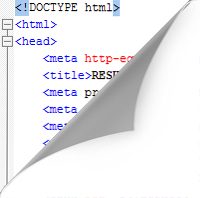 <!DOCTYPE html>
<html>
<head>
<meta http-eq
<title>RESU
<meta pr
<meta
<me